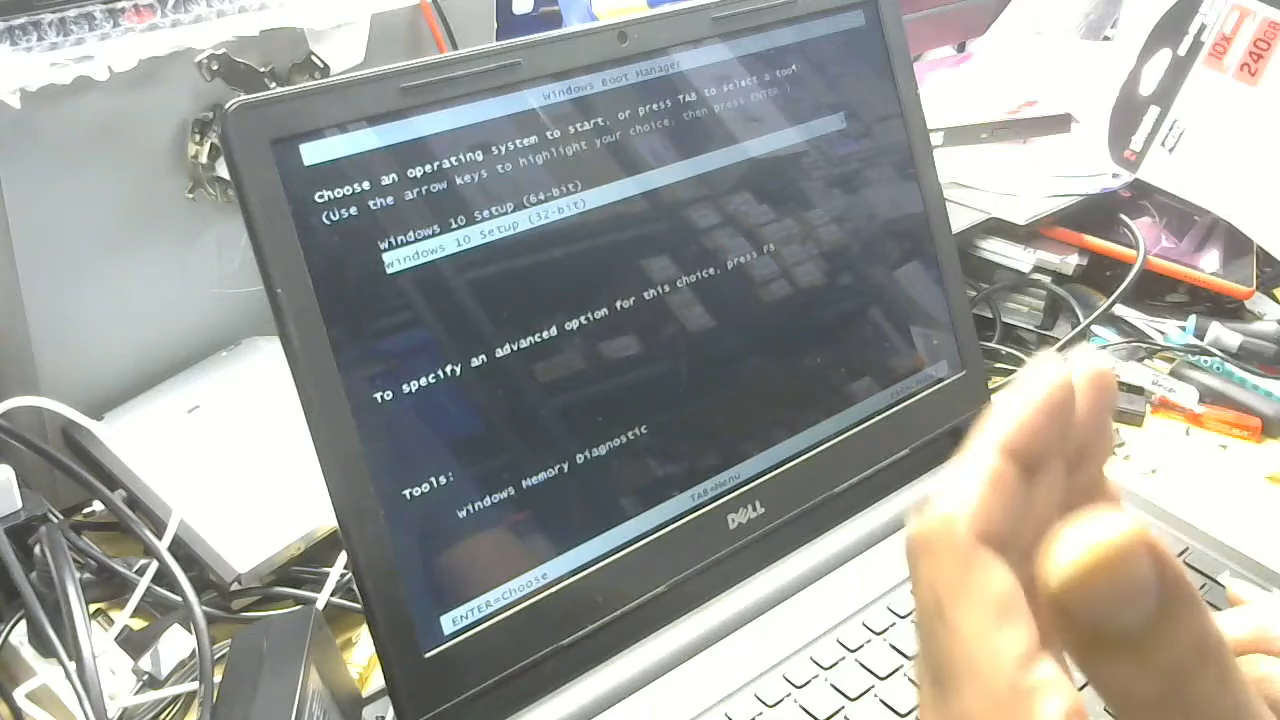 Windows Boot Manager
Choose an operating system to start, or press TAB to select a tool:
(Use the arrow keys to highlight your choice, then press ENTER.)
Windows 10 Setup (64-bit)
Windows 10 Setup (32-bit)
To specify an advanced option for this choice, press F8
Tools:
Windows Memory Diagnostic
ENTER=Choose
TAB=Menu
DELL
10X
240GB